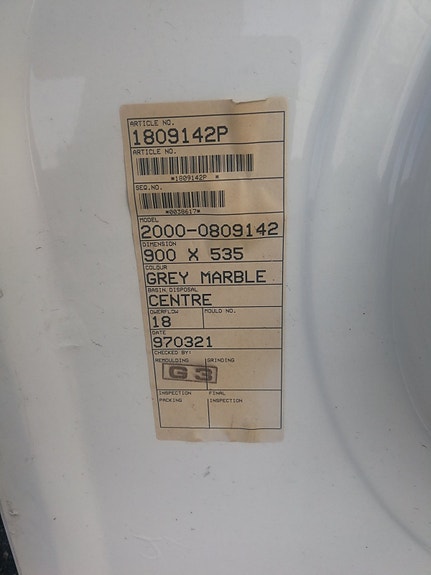 ARTICLE NO.
1809142P
ARTICLE NO.
*1809142P *
SEQ.NO.
*0038617*
MODEL
2000-0809142
DIMENSION
900 X 535
COLOUR
GREY MARBLE
BASIN DISPOSAL
CENTRE
OVERFLOW MOULD NO.
18
DATE
970321
CHECKED BY:
REMOULDING GRINDING
G 3
INSPECTION FINAL
PACKING INSPECTION